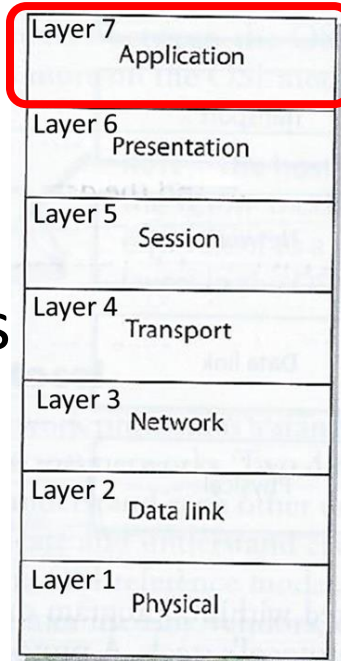 Layer 7
Application
Layer 6
Presentation
Layer 5
Session
s
Layer 4
Transport
Layer 3
Network
Layer 2
Data link
Layer 1
Physical